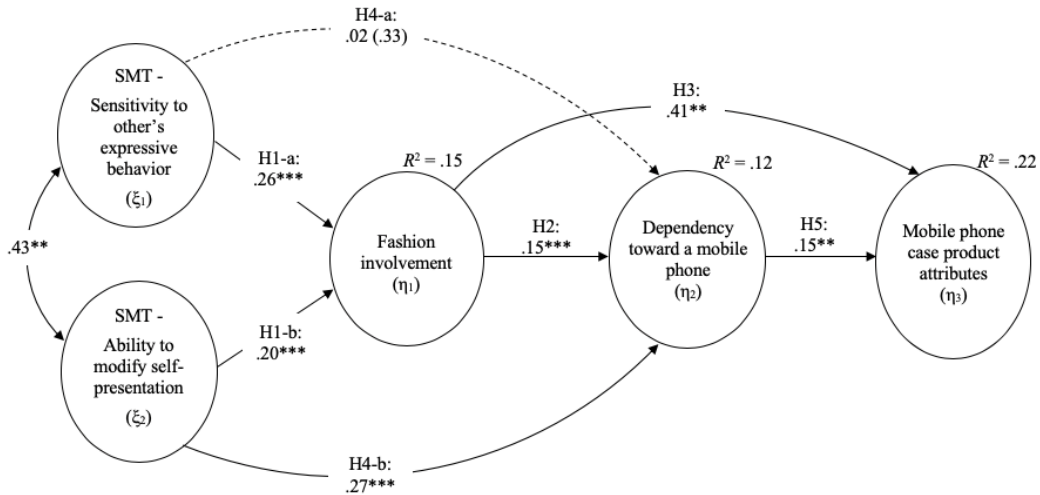 H4-a:
.02 (.33)
SMT -
Sensitivity to
other's
expressive
behavior
(ξ1)
H3:
.41**
H1-a:
.26***
R2 = .15
R2 = .12
R2 = .22
.43**
Fashion
involvement
(η1)
H2:
.15***
Dependency
toward a mobile
phone
(η2)
H5:
.15**
Mobile phone
case product
attributes
(η3)
SMT -
Ability to
modify self-
presentation
(ξ2)
H1-b:
.20***
H4-b:
.27***